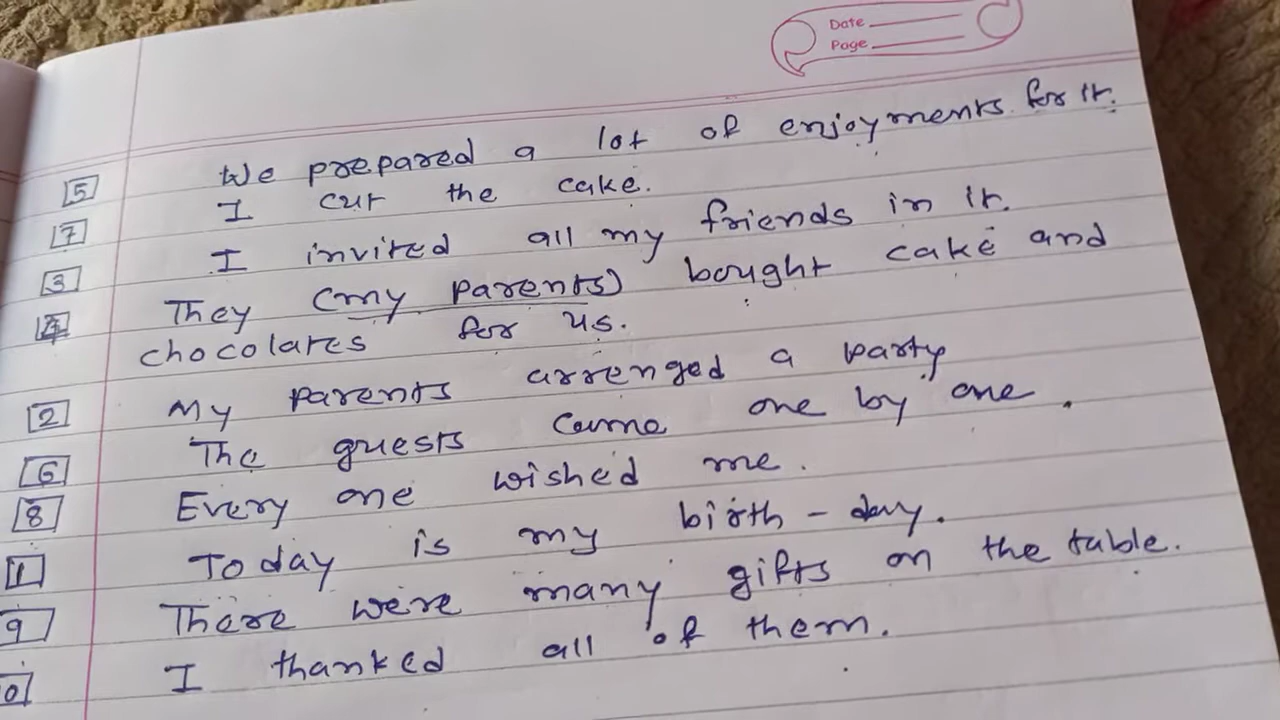 Date
Page
5 We prepared a lot of enjoyments for it.
7 I cut the cake.
3 I invited all my friends in it.
4 They (my parents) bought cake and
chocolates for us.
2 My parents arrenged a party
6 The guests came one by one.
8 Every one wished me.
1 Today is my birth-day.
9 There were many gifts on the table.
0 I thanked all of them.